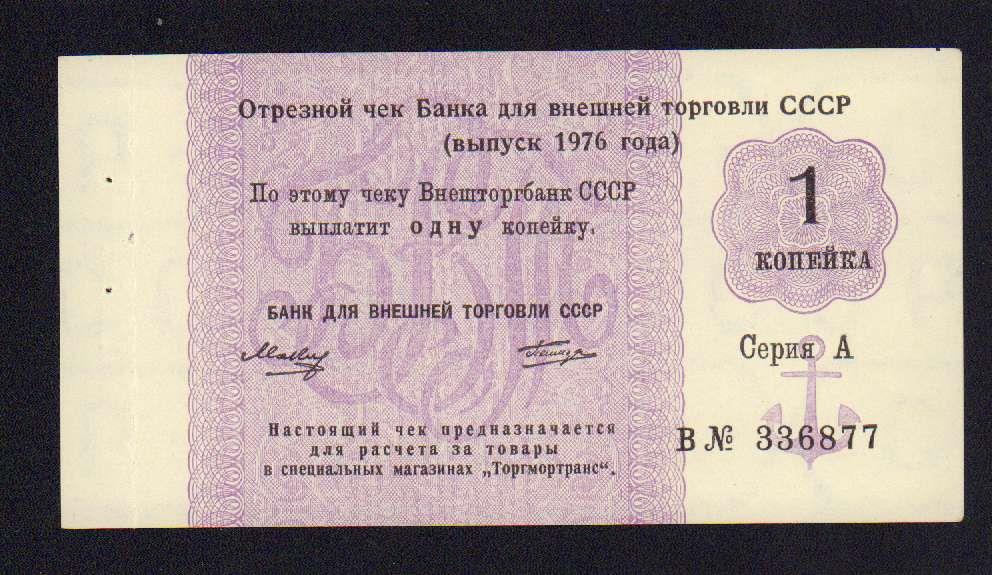 Отрезной чек Банка для внешней торговли СССР
(выпуск 1976 года)
По этому чеку Внешторгбанк СССР
выплатит одну копейку.
1
КОПЕЙКА
БАНК ДЛЯ ВНЕШНЕЙ ТОРГОВЛИ СССР
Серия А
Настоящий чек предназначается
для расчета за товары
в специальных магазинах „Торгмортранс“.
В № 336877